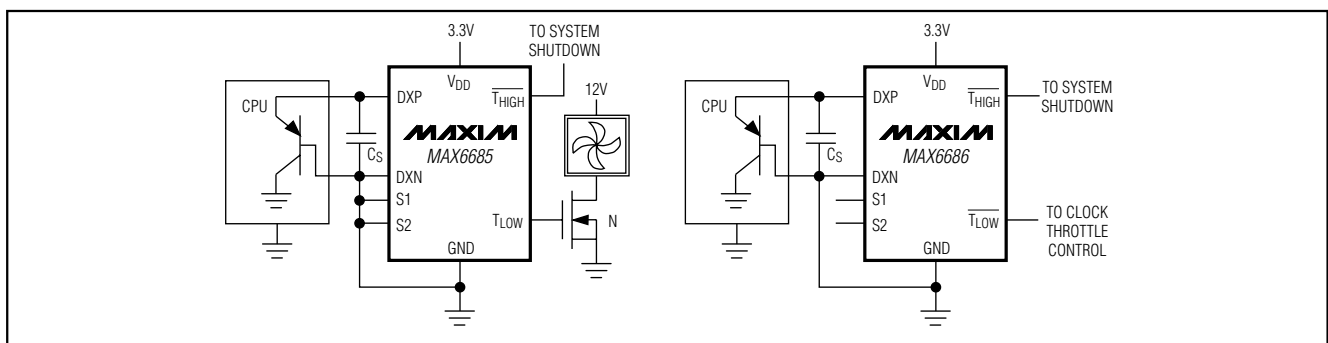 3.3V
TO SYSTEM
SHUTDOWN
VDD
CPU
DXP
THIGH
12V
MAXIM
MAX6685
CS
DXN
S1
S2
TLOW
N
GND
3.3V
VDD
CPU
DXP
THIGH
TO SYSTEM
SHUTDOWN
MAXIM
MAX6686
CS
DXN
S1
S2
TLOW
TO CLOCK
THROTTLE
CONTROL
GND